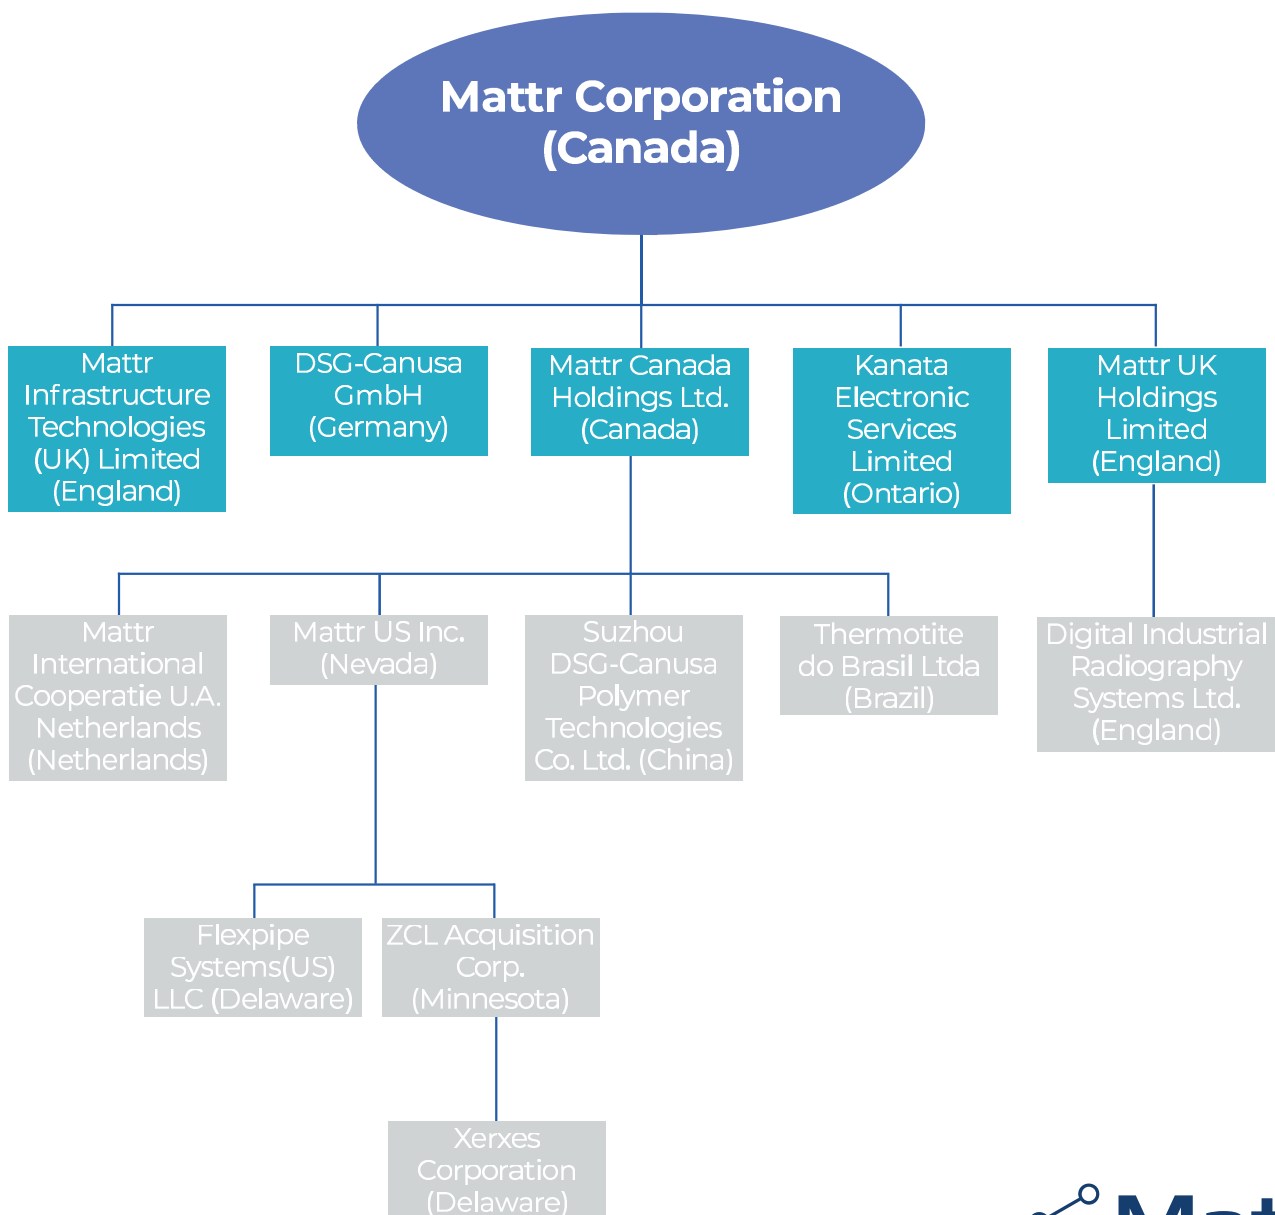 Mattr Corporation
(Canada)
Mattr
Infrastructure
Technologies
(UK) Limited
(England)
DSG-Canusa
GmbH
(Germany)
Mattr Canada
Holdings Ltd.
(Canada)
Kanata
Electronic
Services
Limited
(Ontario)
Mattr UK
Holdings
Limited
(England)
Mattr
International
Cooperatie U.A.
Netherlands
(Netherlands)
Mattr US Inc.
(Nevada)
Suzhou
DSG-Canusa
Polymer
Technologies
Co. Ltd. (China)
Thermotite
do Brasil Ltda
(Brazil)
Digital Industrial
Radiography
Systems Ltd.
(England)
Flexpipe
Systems(US)
LLC (Delaware)
ZCL Acquisition
Corp.
(Minnesota)
Xerxes
Corporation
(Delaware)